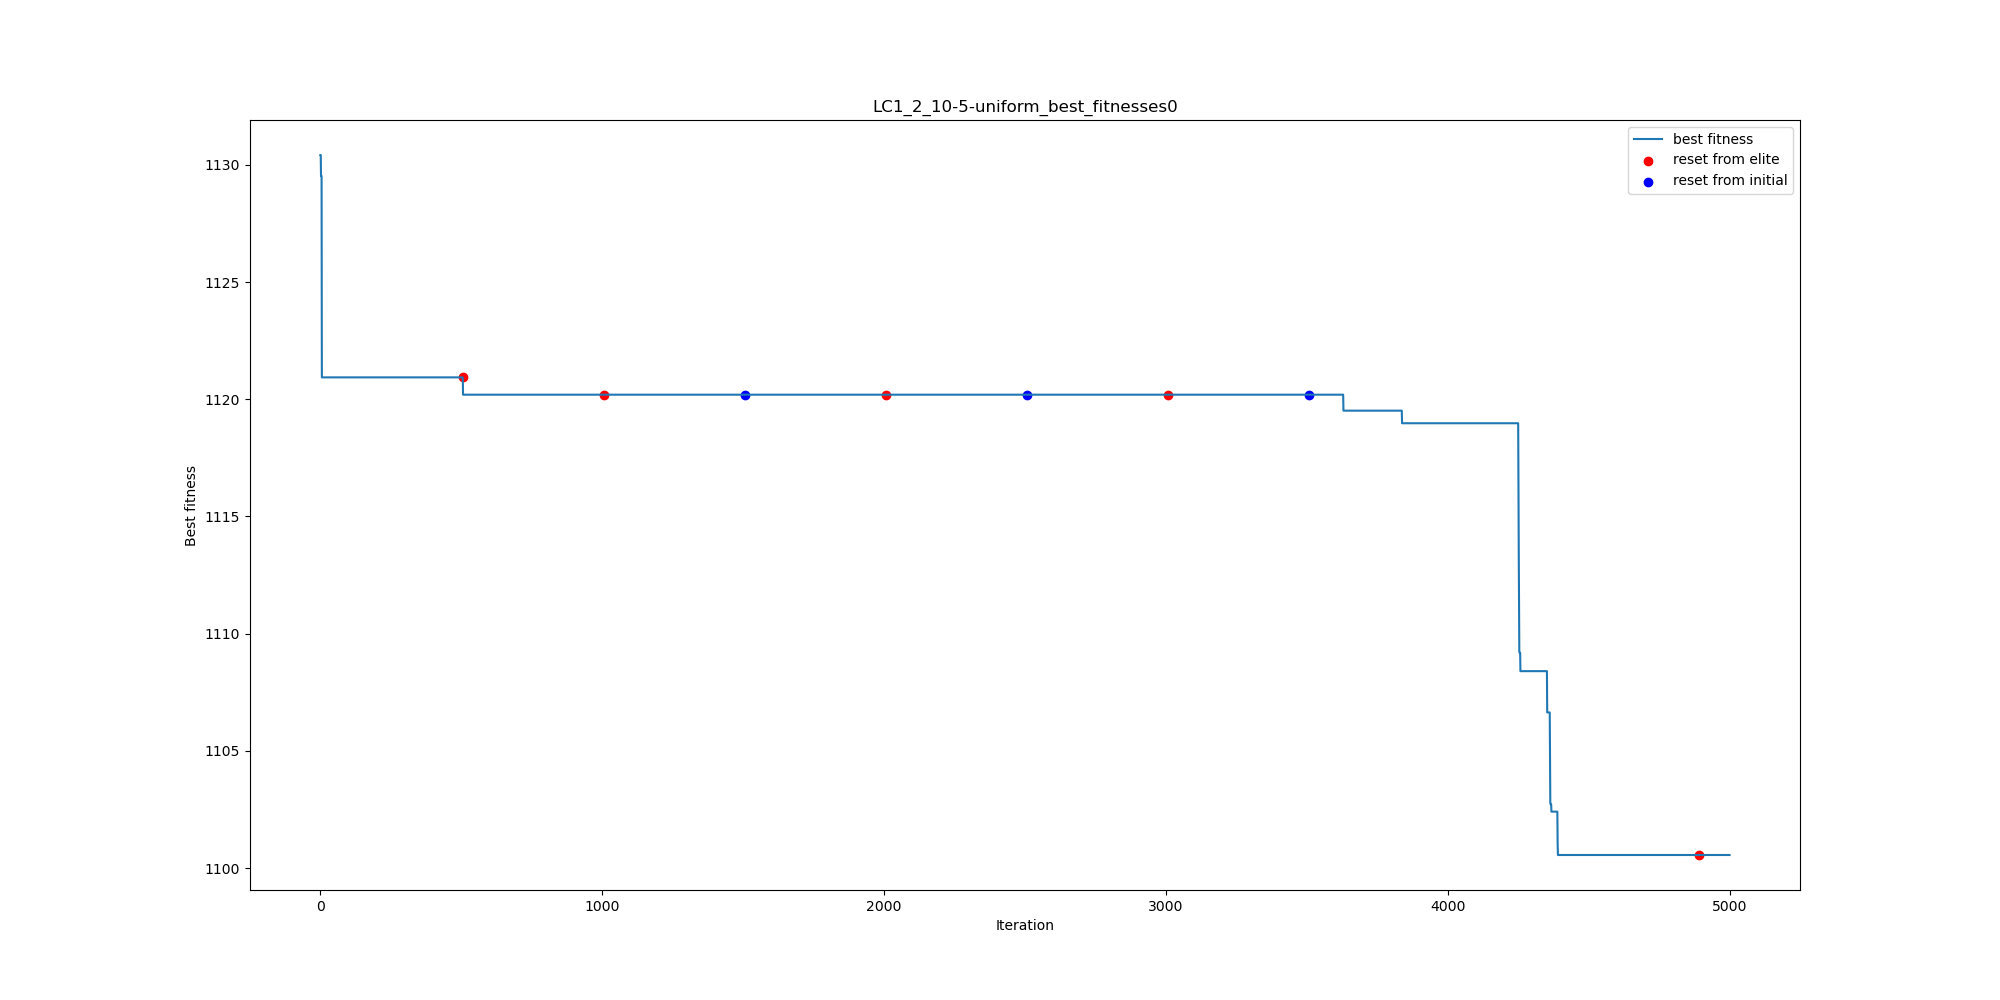 LC1_2_10-5-uniform_best_fitnesses0
best fitness
reset from elite
reset from initial
Best fitness
1130
1125
1120
1115
1110
1105
1100
0 1000 2000 3000 4000 5000
Iteration